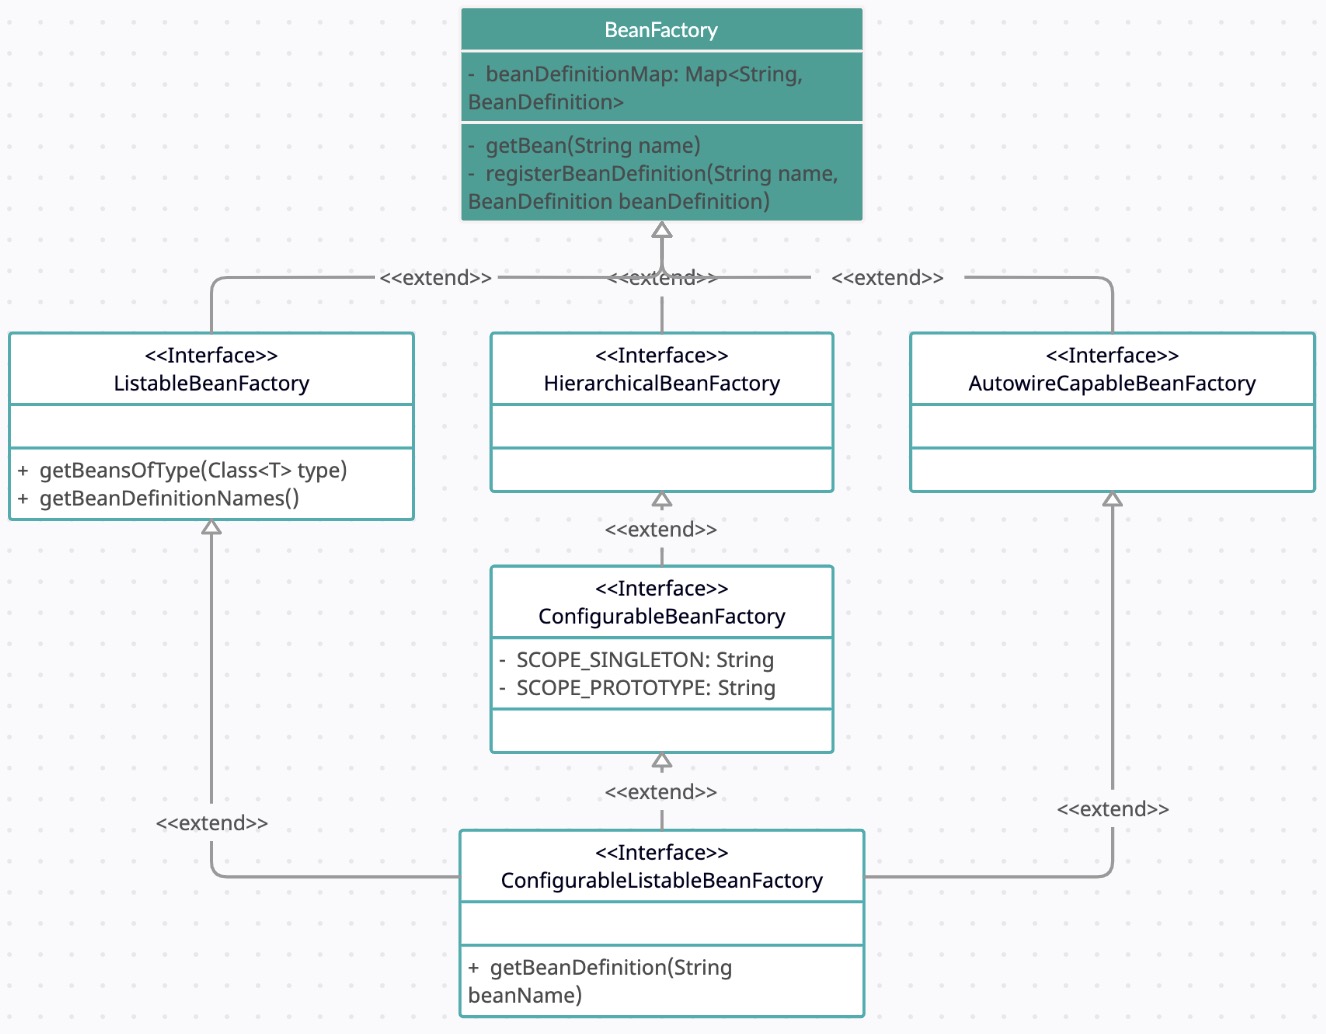 BeanFactory
- beanDefinitionMap: Map<String,
BeanDefinition>
- getBean(String name)
- registerBeanDefinition(String name,
BeanDefinition beanDefinition)
<<extend>>
<<extend>>
<<extend>>
<<Interface>>
ListableBeanFactory
+ getBeansOfType(Class<T> type)
+ getBeanDefinitionNames()
<<Interface>>
HierarchicalBeanFactory
<<Interface>>
AutowireCapableBeanFactory
<<extend>>
<<Interface>>
ConfigurableBeanFactory
- SCOPE_SINGLETON: String
- SCOPE_PROTOTYPE: String
<<extend>>
<<extend>>
<<extend>>
<<Interface>>
ConfigurableListableBeanFactory
+ getBeanDefinition(String
beanName)